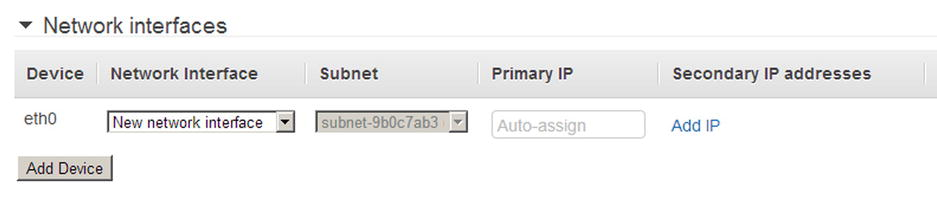 Network interfaces
Device Network Interface Subnet Primary IP Secondary IP addresses
eth0 New network interface subnet-9b0c7ab3 Auto-assign Add IP
Add Device